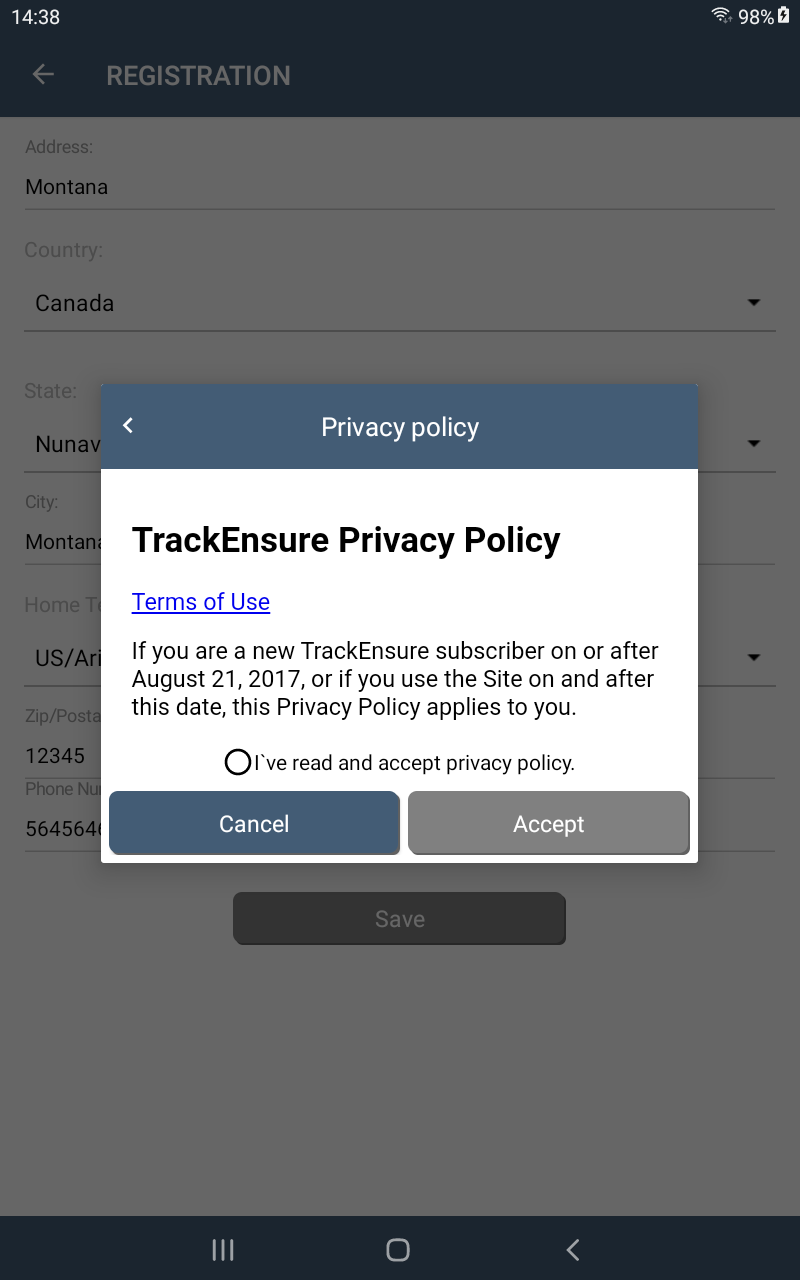 14:38
98%
REGISTRATION
Address:
Montana
Country:
Canada
State:
Nunav
Privacy policy
City:
Montana
TrackEnsure Privacy Policy
Terms of Use
Home Te
If you are a new TrackEnsure subscriber on or after
August 21, 2017, or if you use the Site on and after
this date, this Privacy Policy applies to you.
US/Ari
Zip/Posta
12345
I`ve read and accept privacy policy.
Phone Nu
564564
Cancel
Accept
Save